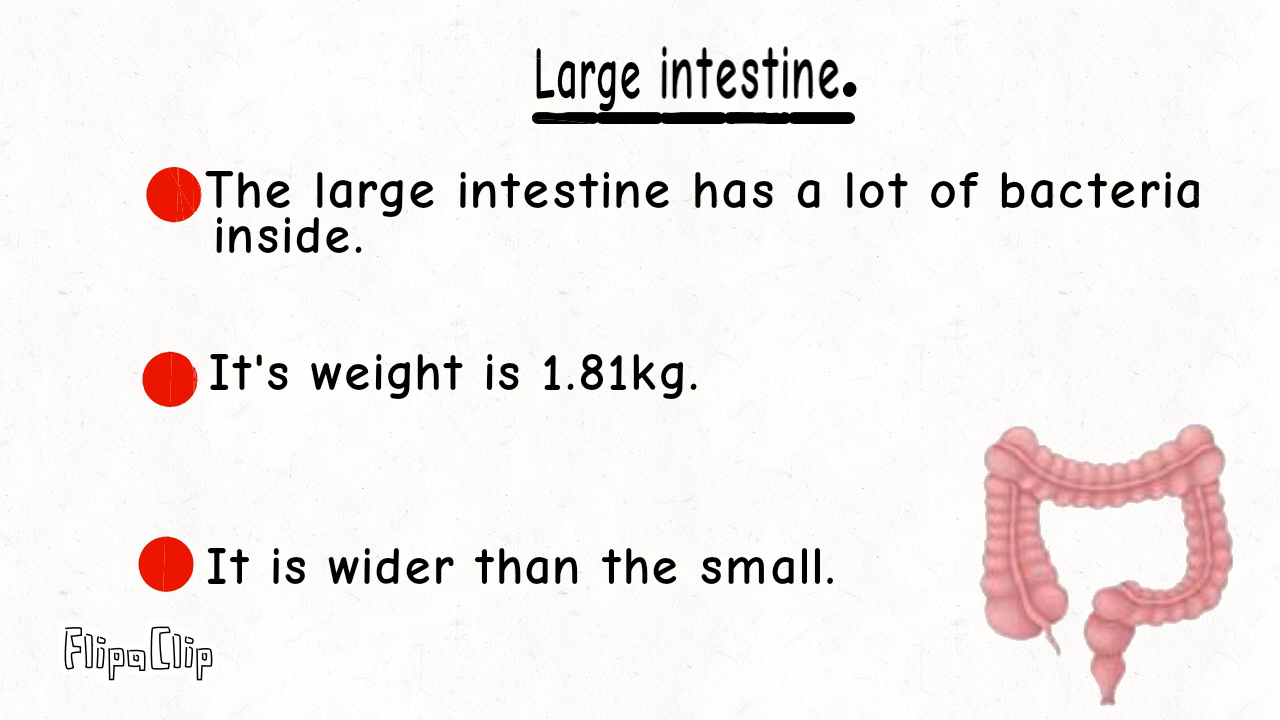 Large intestine.
The large intestine has a lot of bacteria
inside.
It's weight is 1.81kg.
It is wider than the small.
FlipaClip